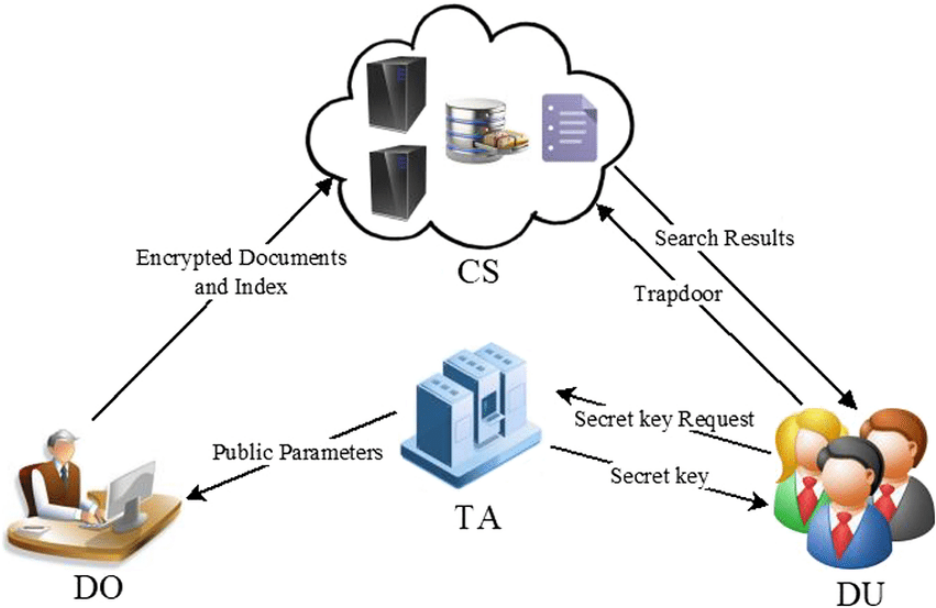 Encrypted Documents
and Index
CS
Search Results
Trapdoor
Public Parameters
Secret key Request
Secret key
TA
DO
DU